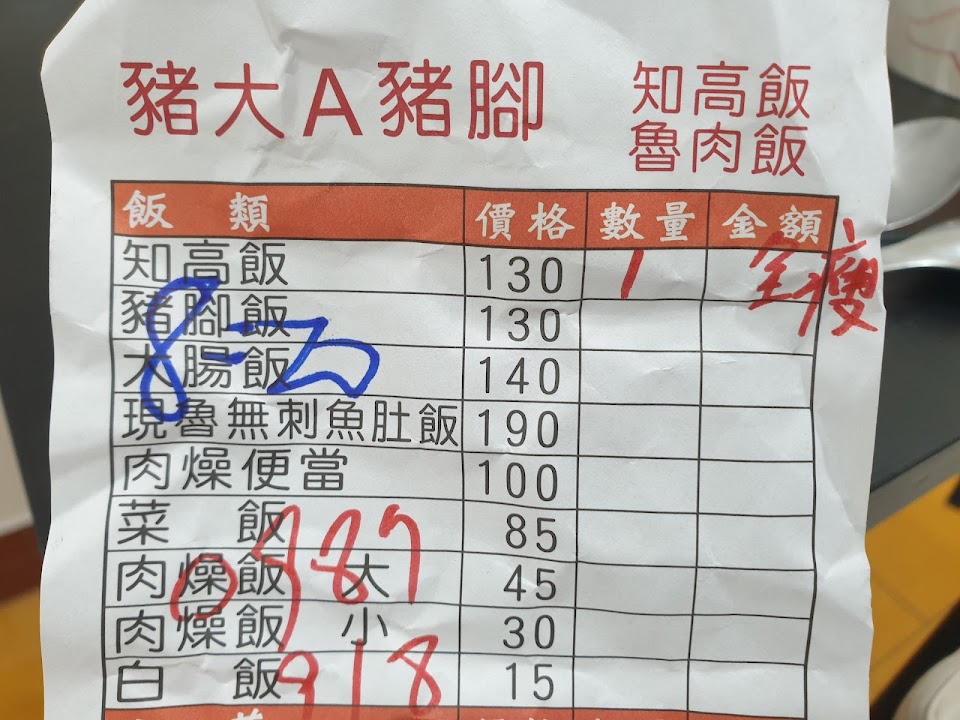 豬大A豬腳
知高飯
魯肉飯
飯 類 價格 數量 金額
知高飯 130 1 全瘦
豬腳飯 130
大腸飯 140
現魯無刺魚肚飯 190
肉燥便當 100
菜 飯 85
肉燥飯 大 45
肉燥飯 小 30
白 飯 15
918